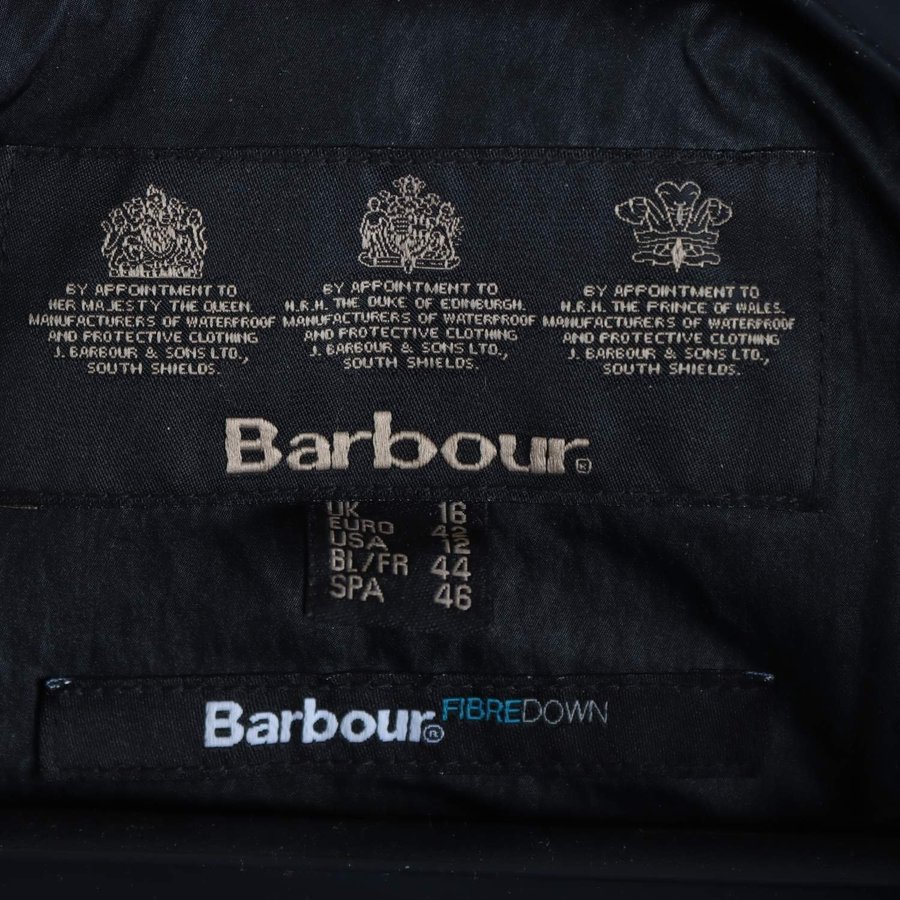 BY APPOINTMENT TO
HER MAJESTY THE QUEEN.
MANUFACTURERS OF WATERPROOF
AND PROTECTIVE CLOTHING
J. BARBOUR & SONS LTD.,
SOUTH SHIELDS.
BY APPOINTMENT TO
H.R.H. THE DUKE OF EDINBURGH.
MANUFACTURERS OF WATERPROOF
AND PROTECTIVE CLOTHING
J. BARBOUR & SONS LTD.,
SOUTH SHIELDS.
BY APPOINTMENT TO
H.R.H. THE PRINCE OF WALES.
MANUFACTURERS OF WATERPROOF
AND PROTECTIVE CLOTHING
J. BARBOUR & SONS LTD.,
SOUTH SHIELDS.
Barbour®
UK 16
EURO 42
USA 12
BL/FR 44
SPA 46
Barbour® FIBREDOWN